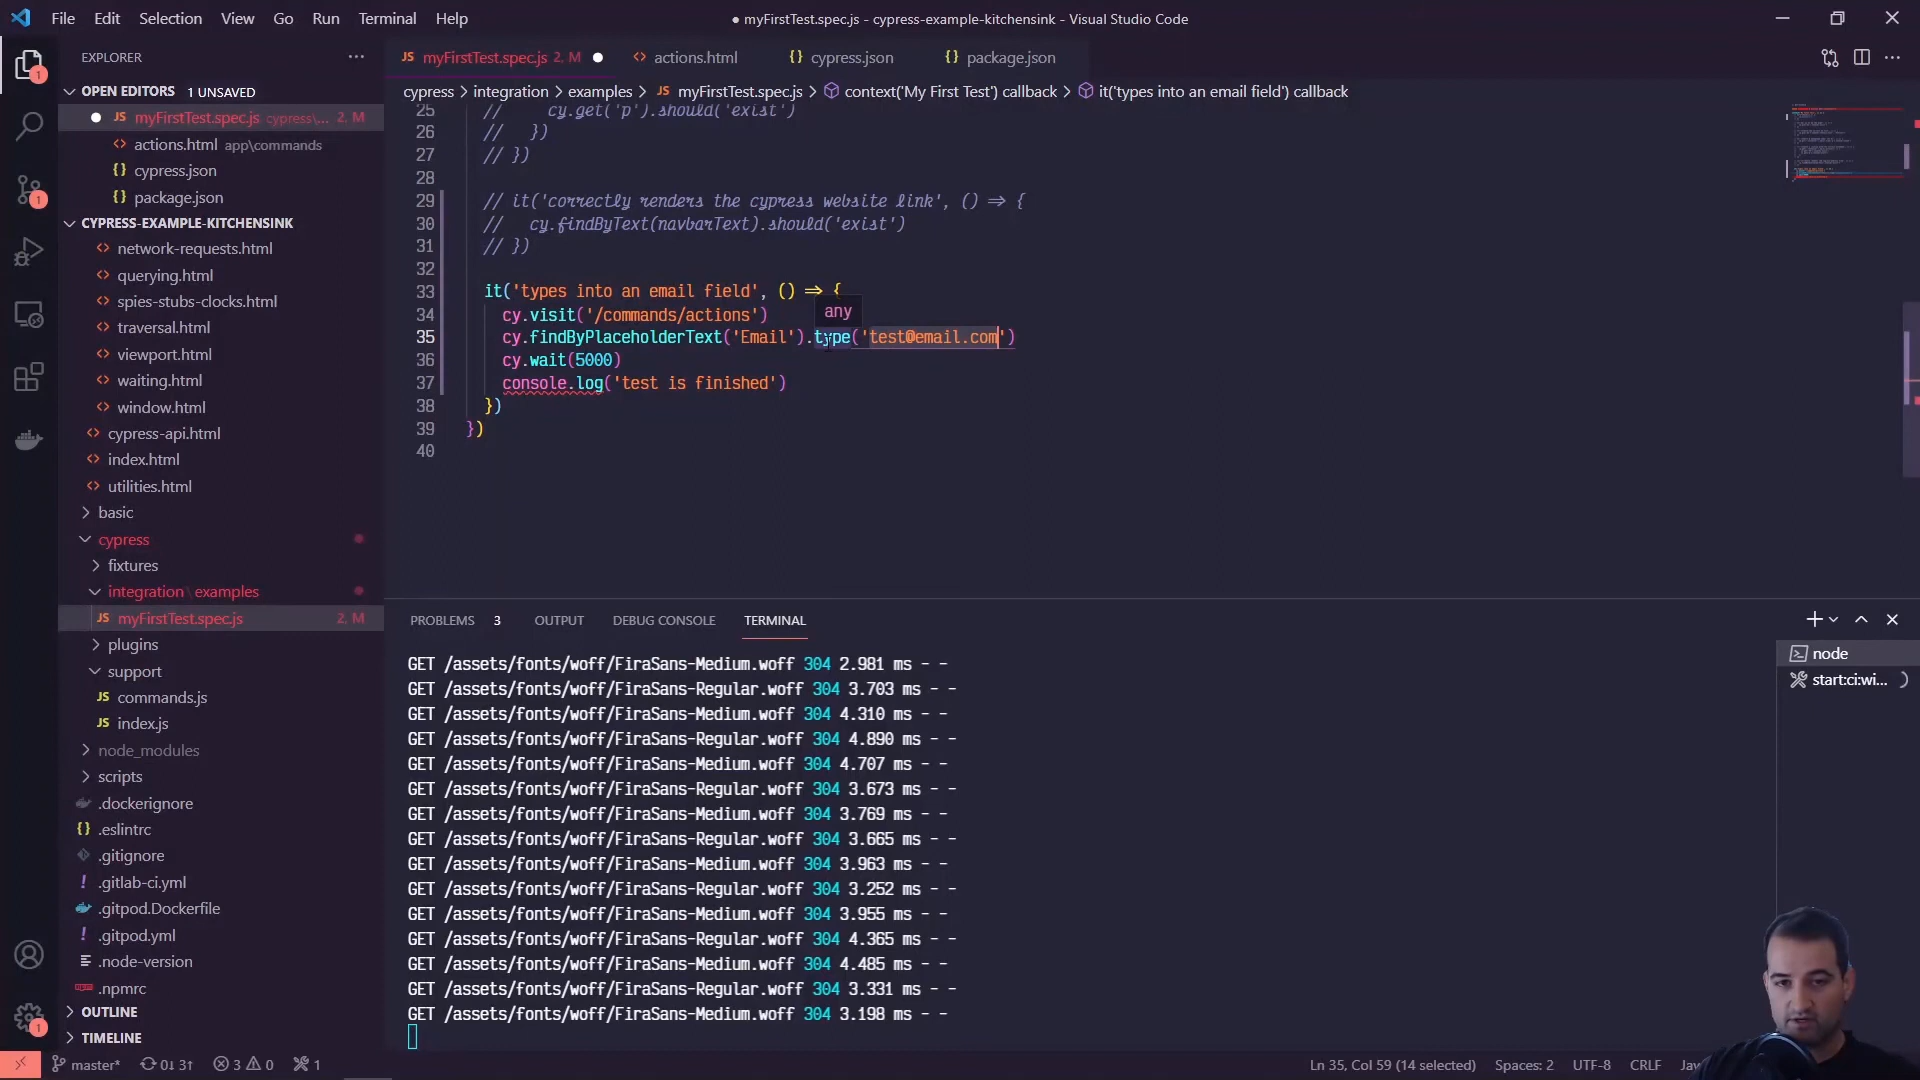 File Edit Selection View Go Run Terminal Help
● myFirstTest.spec.js - cypress-example-kitchensink - Visual Studio Code
EXPLORER
OPEN EDITORS 1 UNSAVED
JS myFirstTest.spec.js cypress\... 2, M
<> actions.html app\commands
{} cypress.json
{} package.json
CYPRESS-EXAMPLE-KITCHENSINK
<> network-requests.html
<> querying.html
<> spies-stubs-clocks.html
<> traversal.html
<> viewport.html
<> waiting.html
<> window.html
<> cypress-api.html
<> index.html
<> utilities.html
basic
cypress
fixtures
integration \ examples
JS myFirstTest.spec.js 2, M
plugins
support
JS commands.js
JS index.js
node_modules
scripts
.dockerignore
{} .eslintrc
.gitignore
! .gitlab-ci.yml
.gitpod.Dockerfile
! .gitpod.yml
.node-version
.npmrc
OUTLINE
TIMELINE
JS myFirstTest.spec.js 2, M ● <> actions.html {} cypress.json {} package.json
cypress > integration > examples > JS myFirstTest.spec.js > context('My First Test') callback > it('types into an email field') callback
25 // cy.get('p').should('exist')
26 // })
27 // })
28
29 // it('correctly renders the cypress website link', () => {
30 // cy.findByText(navbarText).should('exist')
31 // })
32
33 it('types into an email field', () => {
any
34 cy.visit('/commands/actions')
35 cy.findByPlaceholderText('Email').type('test@email.com')
36 cy.wait(5000)
37 console.log('test is finished')
38 })
39 })
40
PROBLEMS 3 OUTPUT DEBUG CONSOLE TERMINAL
GET /assets/fonts/woff/FiraSans-Medium.woff 304 2.981 ms - -
GET /assets/fonts/woff/FiraSans-Regular.woff 304 3.703 ms - -
GET /assets/fonts/woff/FiraSans-Medium.woff 304 4.310 ms - -
GET /assets/fonts/woff/FiraSans-Regular.woff 304 4.890 ms - -
GET /assets/fonts/woff/FiraSans-Medium.woff 304 4.707 ms - -
GET /assets/fonts/woff/FiraSans-Regular.woff 304 3.673 ms - -
GET /assets/fonts/woff/FiraSans-Medium.woff 304 3.769 ms - -
GET /assets/fonts/woff/FiraSans-Regular.woff 304 3.665 ms - -
GET /assets/fonts/woff/FiraSans-Medium.woff 304 3.963 ms - -
GET /assets/fonts/woff/FiraSans-Regular.woff 304 3.252 ms - -
GET /assets/fonts/woff/FiraSans-Medium.woff 304 3.955 ms - -
GET /assets/fonts/woff/FiraSans-Regular.woff 304 4.365 ms - -
GET /assets/fonts/woff/FiraSans-Medium.woff 304 4.485 ms - -
GET /assets/fonts/woff/FiraSans-Regular.woff 304 3.331 ms - -
GET /assets/fonts/woff/FiraSans-Medium.woff 304 3.198 ms - -
node
start:ci:wi...
1
1
1
master* 0↓ 3↑ 3 0 1
Ln 35, Col 59 (14 selected) Spaces: 2 UTF-8 CRLF